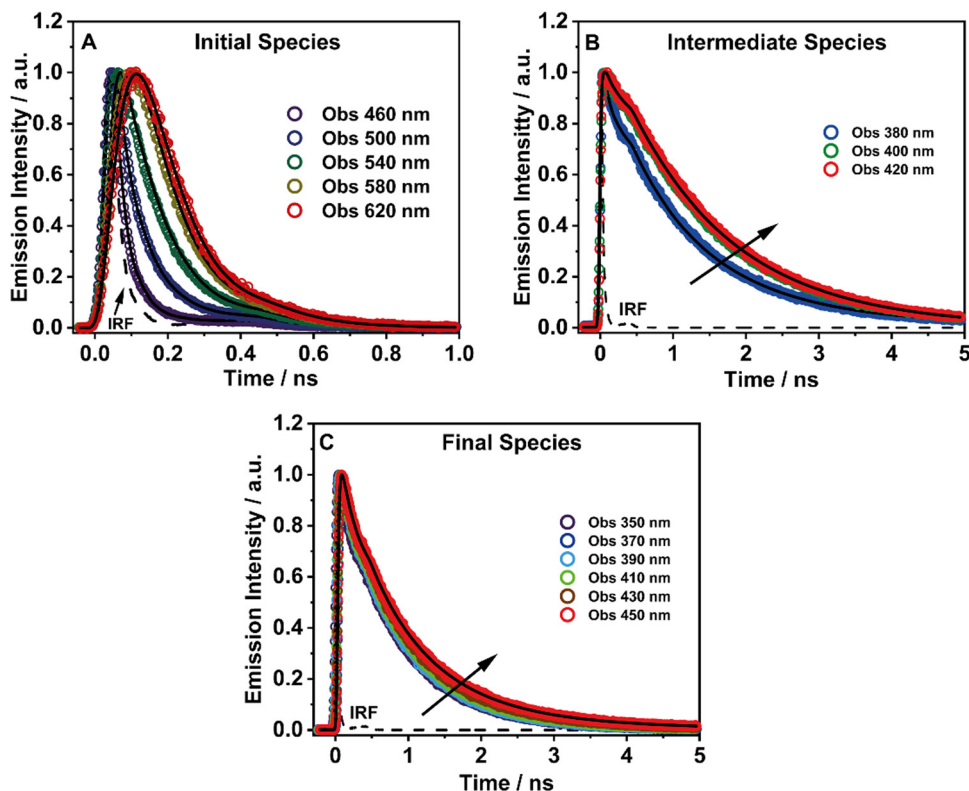 A
Initial Species
Obs 460 nm
Obs 500 nm
Obs 540 nm
Obs 580 nm
Obs 620 nm
IRF
Emission Intensity / a.u.
1.2
1.0
0.8
0.6
0.4
0.2
0.0
0.0 0.2 0.4 0.6 0.8 1.0
Time / ns
B
Intermediate Species
Obs 380 nm
Obs 400 nm
Obs 420 nm
IRF
Emission Intensitty / a.u.
1.2
1.0
0.8
0.6
0.4
0.2
0.0
0 1 2 3 4 5
Time / ns
C
Final Species
Obs 350 nm
Obs 370 nm
Obs 390 nm
Obs 410 nm
Obs 430 nm
Obs 450 nm
IRF
Emission Intensity / a.u.
1.2
1.0
0.8
0.6
0.4
0.2
0.0
0 1 2 3 4 5
Time / ns